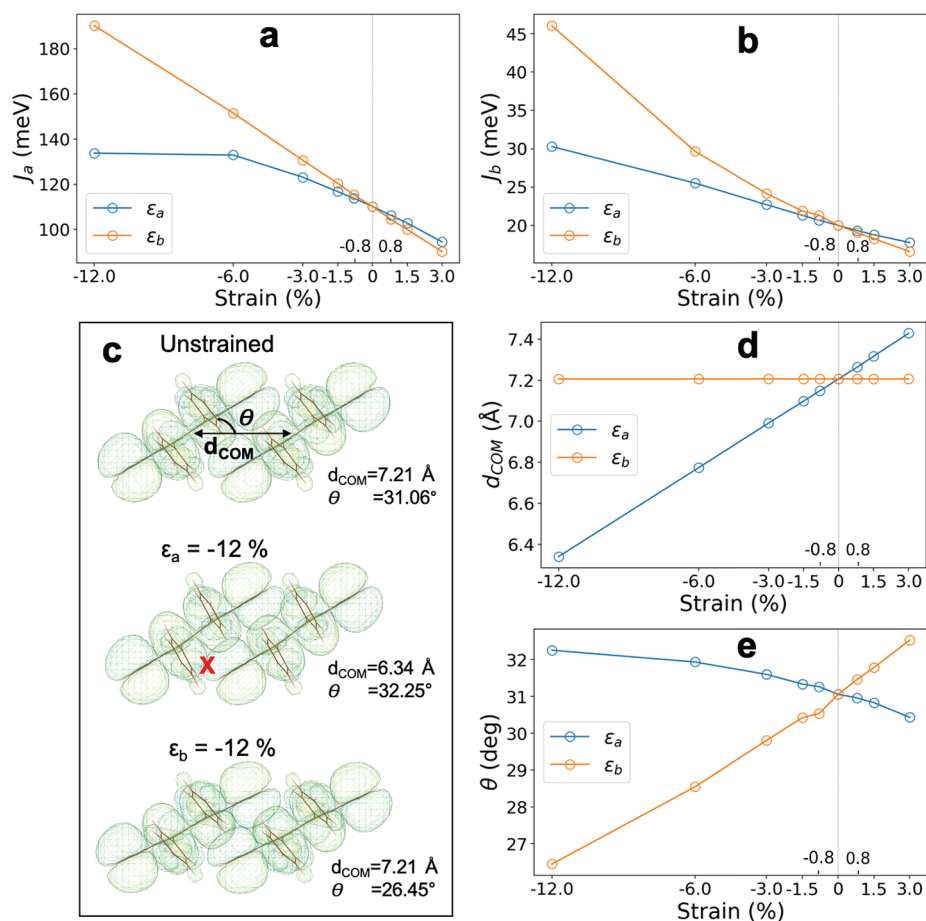 a
190
180
160
140
120
100
J_a (meV)
ε_a
ε_b
-0.8 0.8
-12.0 -6.0 -3.0 -1.5 0 1.5 3.0
Strain (%)
b
45
40
35
30
25
20
15
J_b (meV)
ε_a
ε_b
-0.8 0.8
-12.0 -6.0 -3.0 -1.5 0 1.5 3.0
Strain (%)
c
Unstrained
θ
d_COM
d_COM=7.21 Å
θ =31.06°
ε_a = -12 %
X
d_COM=6.34 Å
θ =32.25°
ε_b = -12 %
d_COM=7.21 Å
θ =26.45°
d
7.4
7.2
7.0
6.8
6.6
6.4
d_COM (Å)
ε_a
ε_b
-0.8 0.8
-12.0 -6.0 -3.0 -1.5 0 1.5 3.0
Strain (%)
e
32
31
30
29
28
27
26
θ (deg)
ε_a
ε_b
-0.8 0.8
-12.0 -6.0 -3.0 -1.5 0 1.5 3.0
Strain (%)